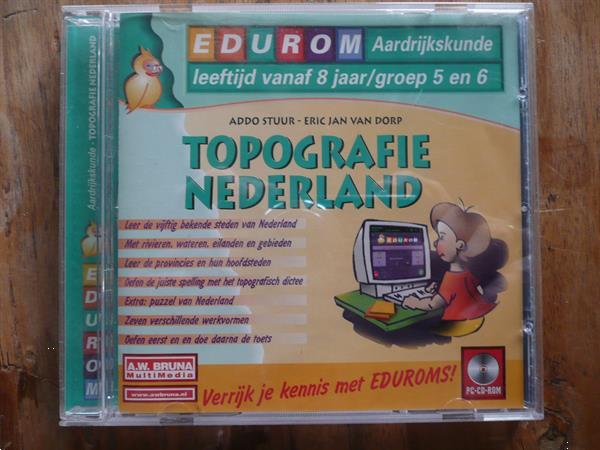 EDUROM Aardrijkskunde
leeftijd vanaf 8 jaar/groep 5 en 6
ADDO STUUR - ERIC JAN VAN DORP
TOPOGRAFIE
NEDERLAND
Leer de vijftig bekende steden van Nederland
Met rivieren, wateren, eilanden en gebieden
Leer de provincies en hun hoofdsteden
Oefen de juiste spelling met het topografisch dictee
Extra: puzzel van Nederland
Zeven verschillende werkvormen
Oefen eerst en en doe daarna de toets
EDUROM
A.W. BRUNA
MultiMedia
www.awbruna.nl
Verrijk je kennis met EDUROMS!
PC-CD-ROM
Aardrijkskunde - TOPOGRAFIE NEDERLAND
EDUROM